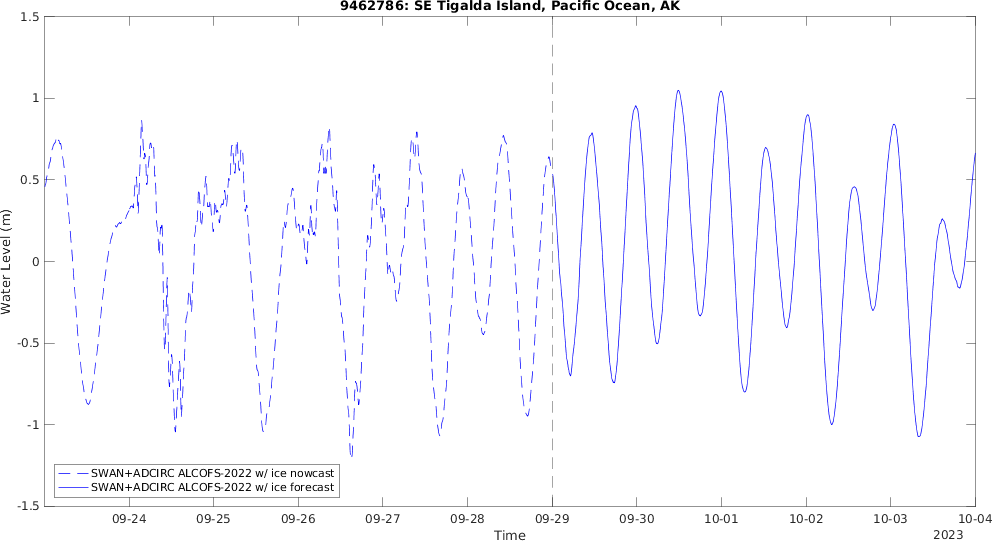 9462786: SE Tigalda Island, Pacific Ocean, AK
1.5
1
0.5
0
-0.5
-1
-1.5
Water Level (m)
SWAN+ADCIRC ALCOFS-2022 w/ ice nowcast
SWAN+ADCIRC ALCOFS-2022 w/ ice forecast
09-24 09-25 09-26 09-27 09-28 09-29 09-30 10-01 10-02 10-03 10-04
Time
2023